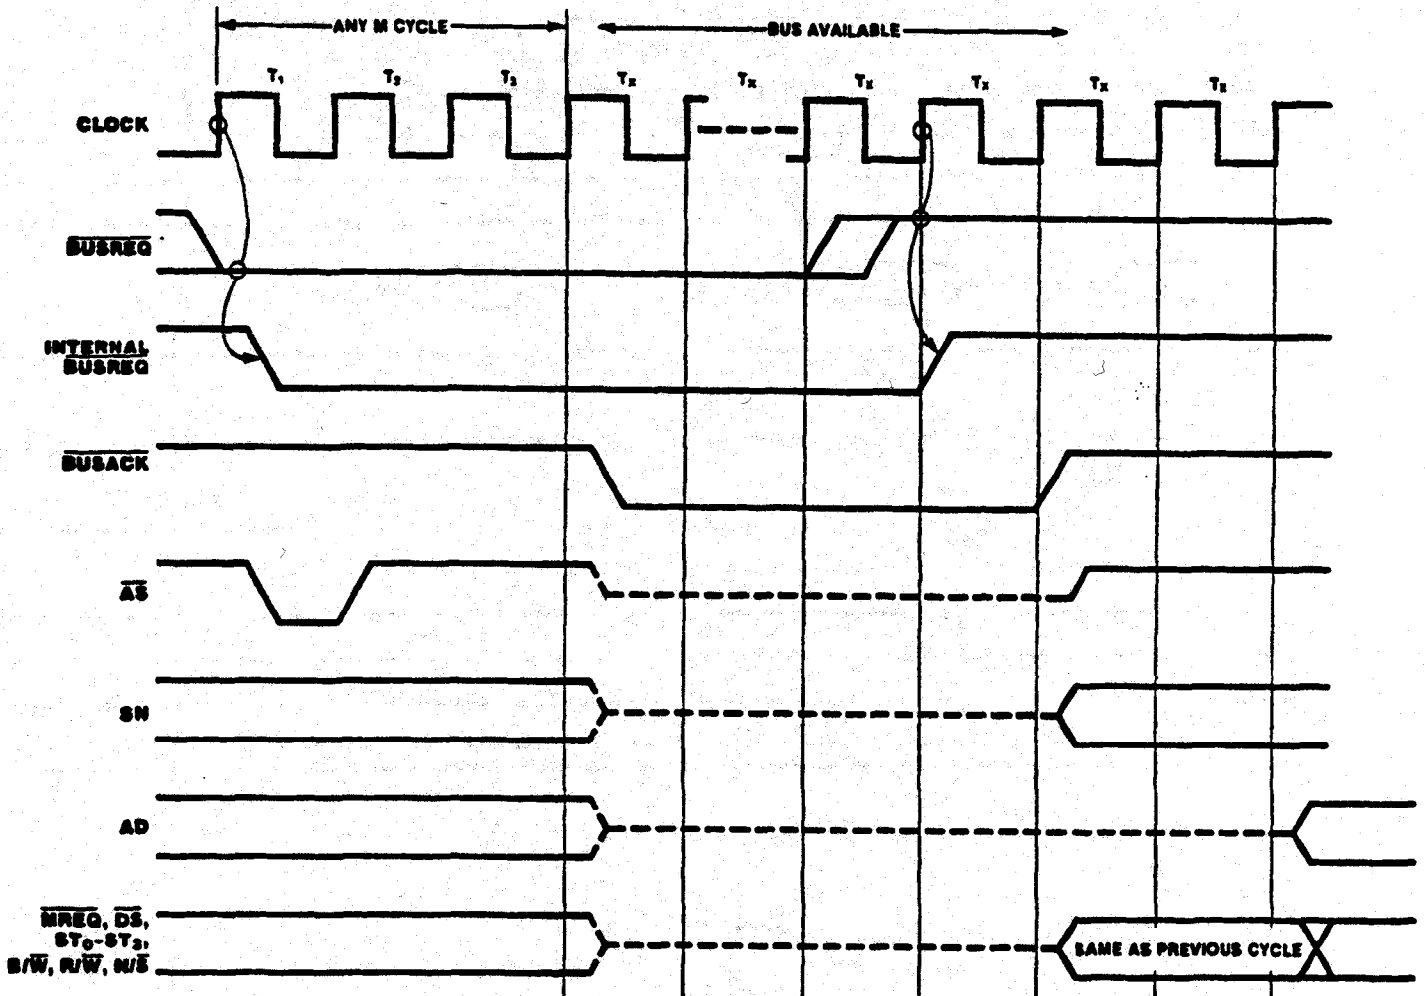 ANY M CYCLE
BUS AVAILABLE
T1 T2 T3 Tx Tx Tx Tx Tx Tx
CLOCK
BUSREQ
INTERNAL
BUSREQ
BUSACK
AS
SN
AD
MREQ, DS,
ST0-ST3,
B/W, R/W, N/S
SAME AS PREVIOUS CYCLE